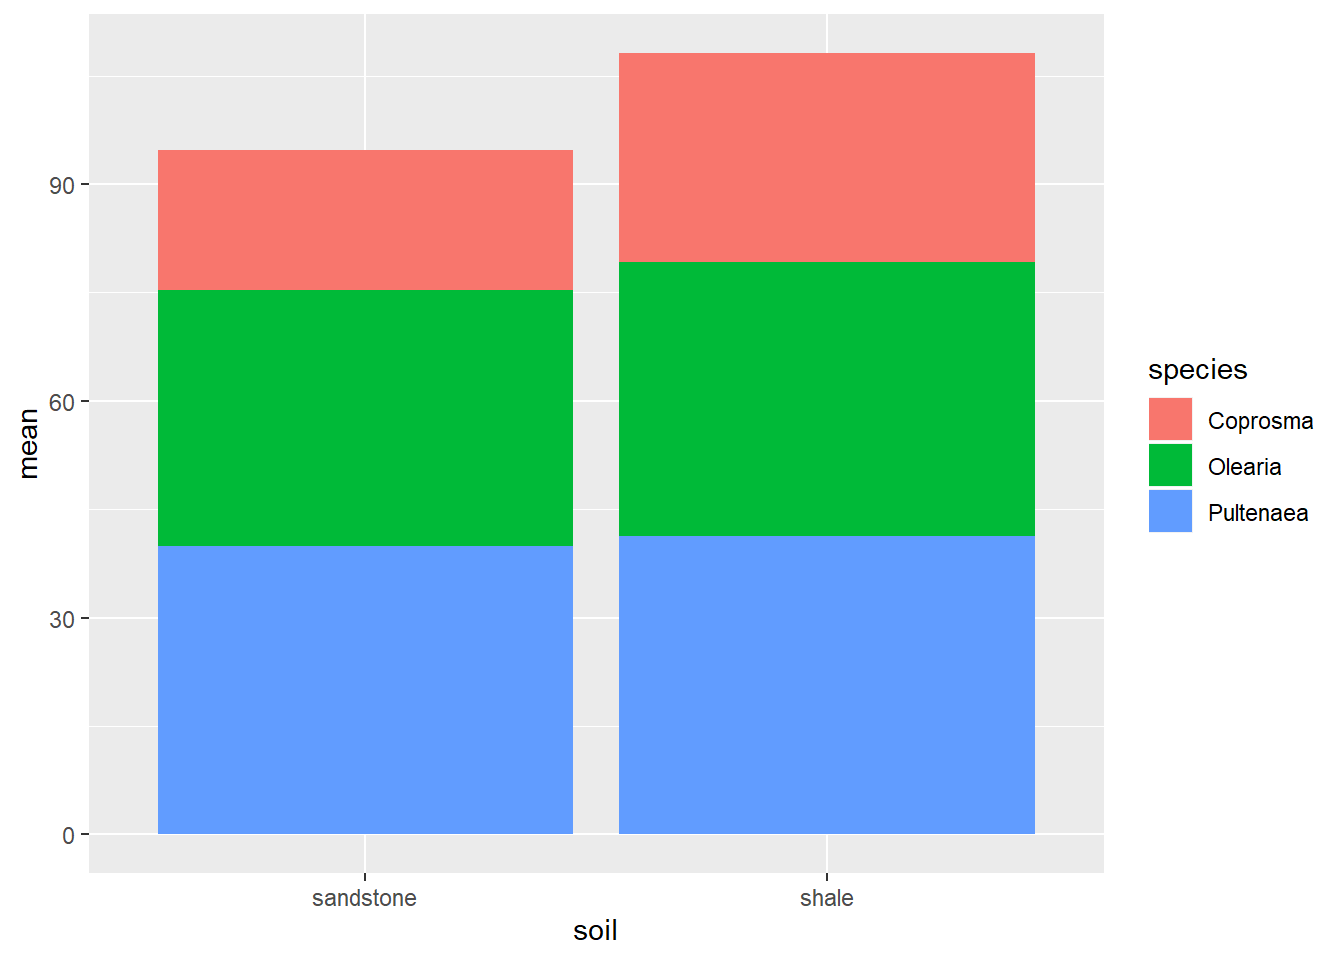 mean
90
60
30
0
sandstone
shale
soil
species
Coprosma
Olearia
Pultenaea